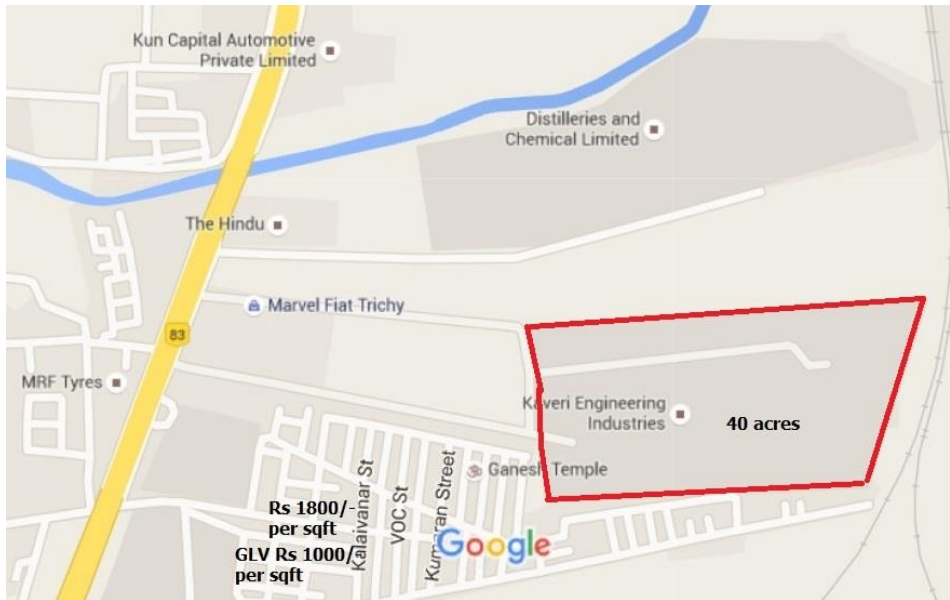 Kun Capital Automotive
Private Limited
Distilleries and
Chemical Limited
The Hindu
Marvel Fiat Trichy
83
MRF Tyres
Kaveri Engineering
Industries
40 acres
Ganesh Temple
Rs 1800/-
per sqft
GLV Rs 1000/-
per sqft
Kalaivanar St
VOC St
Kumaran Street
Google